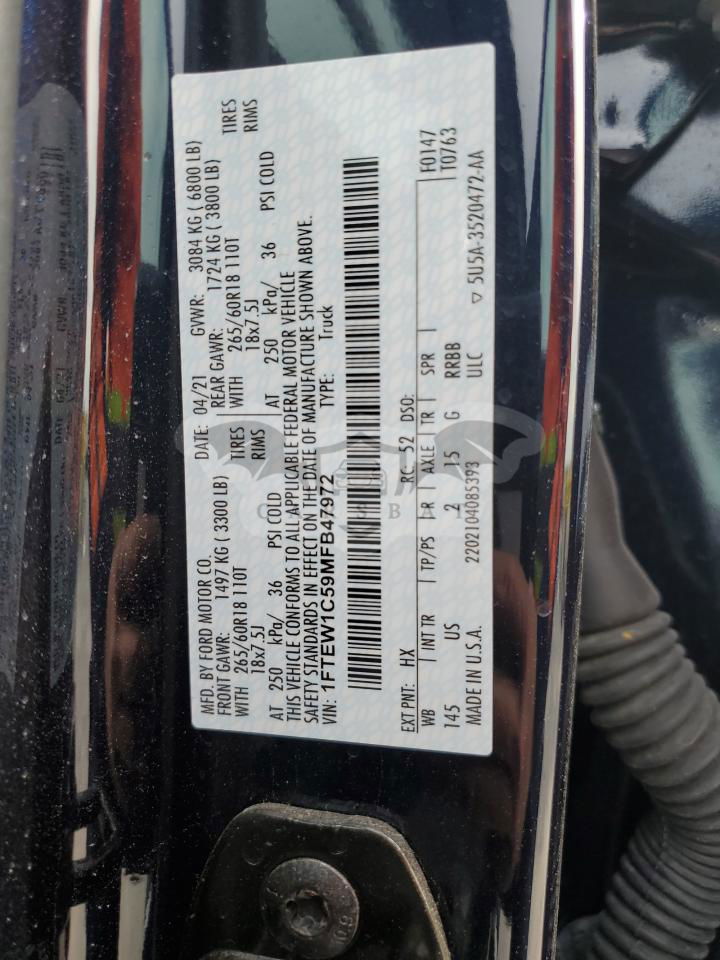 MFD. BY FORD MOTOR CO. DATE: 04/21 GVWR: 3084 KG ( 6800 LB)
FRONT GAWR: 1497 KG ( 3300 LB) REAR GAWR: 1724 KG ( 3800 LB)
WITH 265/60R18 110T TIRES WITH 265/60R18 110T TIRES
18x7.5J RIMS 18x7.5J RIMS
AT 250 kPa/ 36 PSI COLD AT 250 kPa/ 36 PSI COLD
THIS VEHICLE CONFORMS TO ALL APPLICABLE FEDERAL MOTOR VEHICLE
SAFETY STANDARDS IN EFFECT ON THE DATE OF MANUFACTURE SHOWN ABOVE.
VIN: 1FTEW1C59MFB47972 TYPE: Truck
EXT PNT: HX RC: 52 DSO: F0147
WB INT TR TP/PS R AXLE TR SPR T0763
145 US 2 15 G RRBB
MADE IN U.S.A. 2202104085393 ULC ▽ 5U5A-3520472-AA